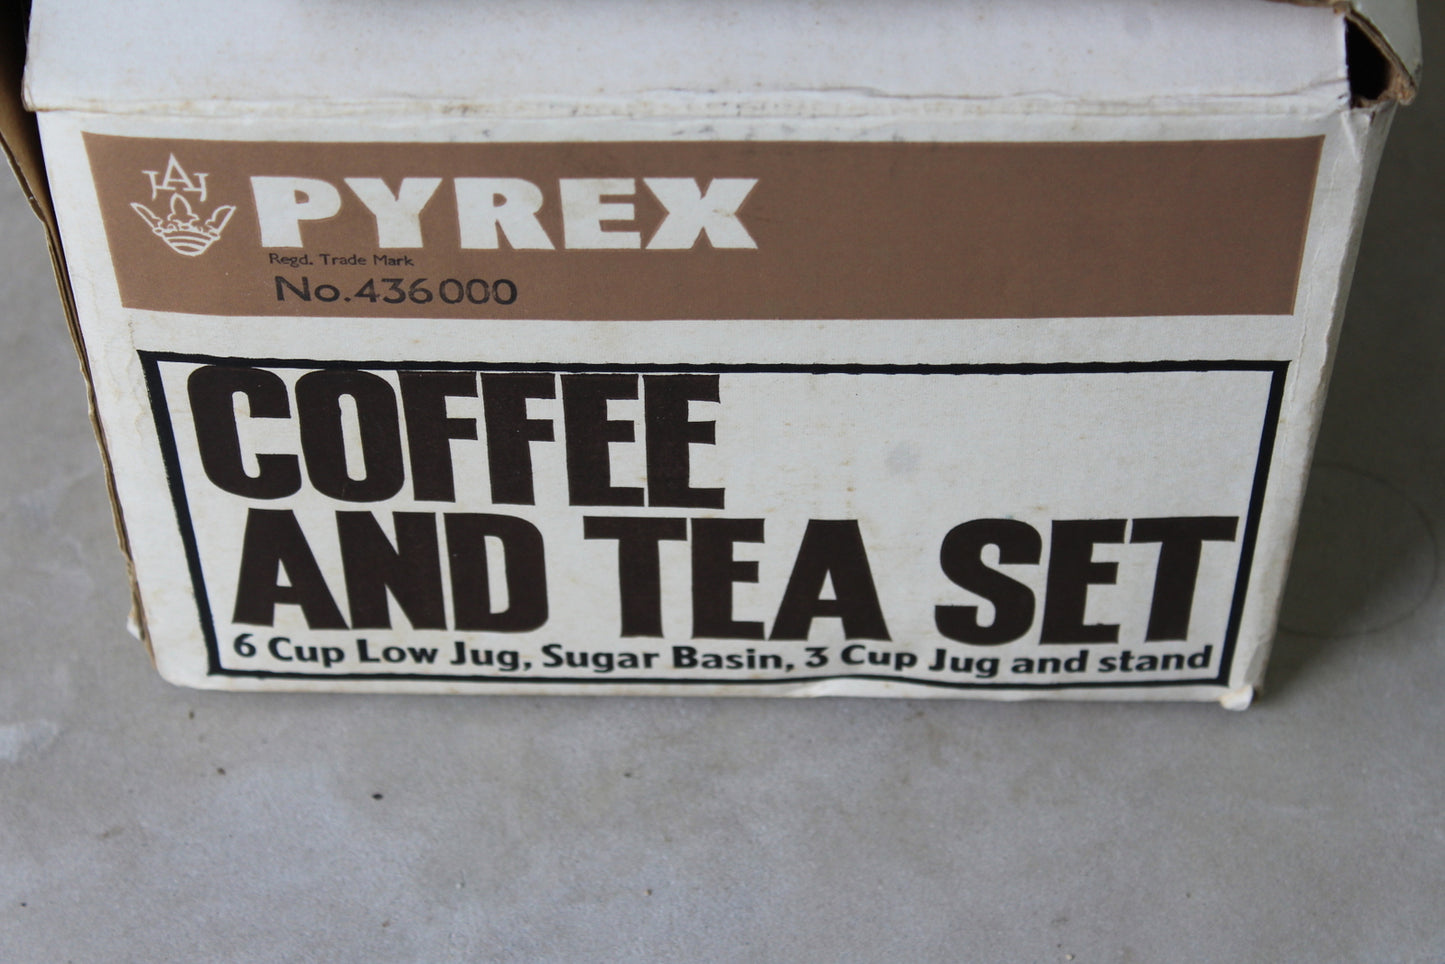 JAJ
PYREX
Regd. Trade Mark
No.436000
COFFEE
AND TEA SET
6 Cup Low Jug, Sugar Basin, 3 Cup Jug and stand